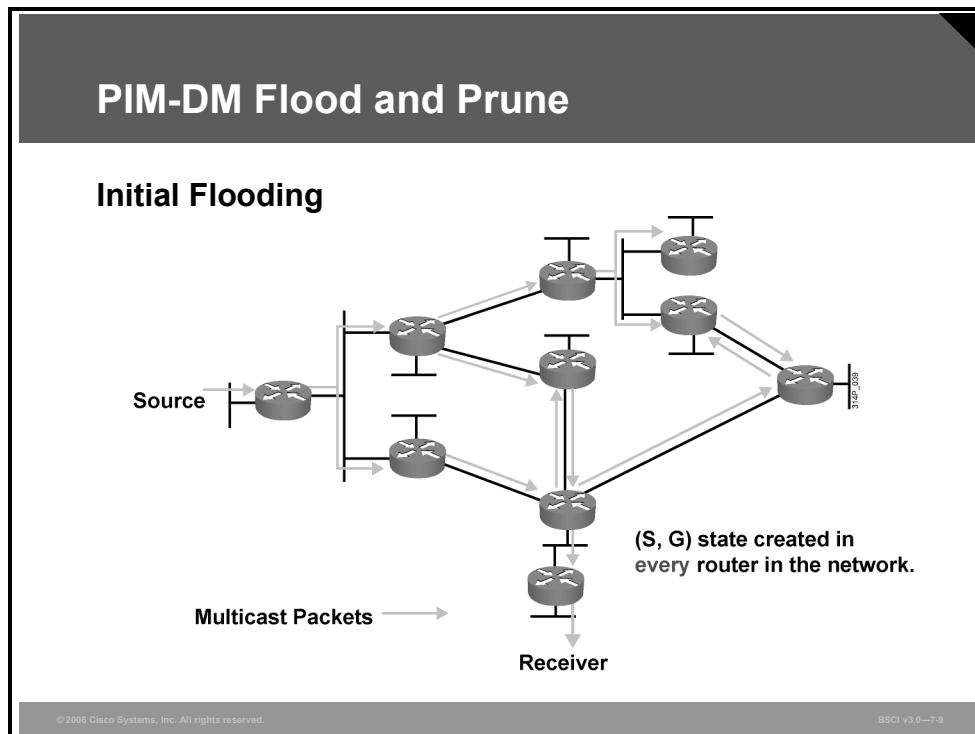 PIM-DM Flood and Prune
Initial Flooding
Source
314P_039
(S, G) state created in
every router in the network.
Multicast Packets
Receiver
© 2006 Cisco Systems, Inc. All rights reserved.
BSCI v3.0—7-9